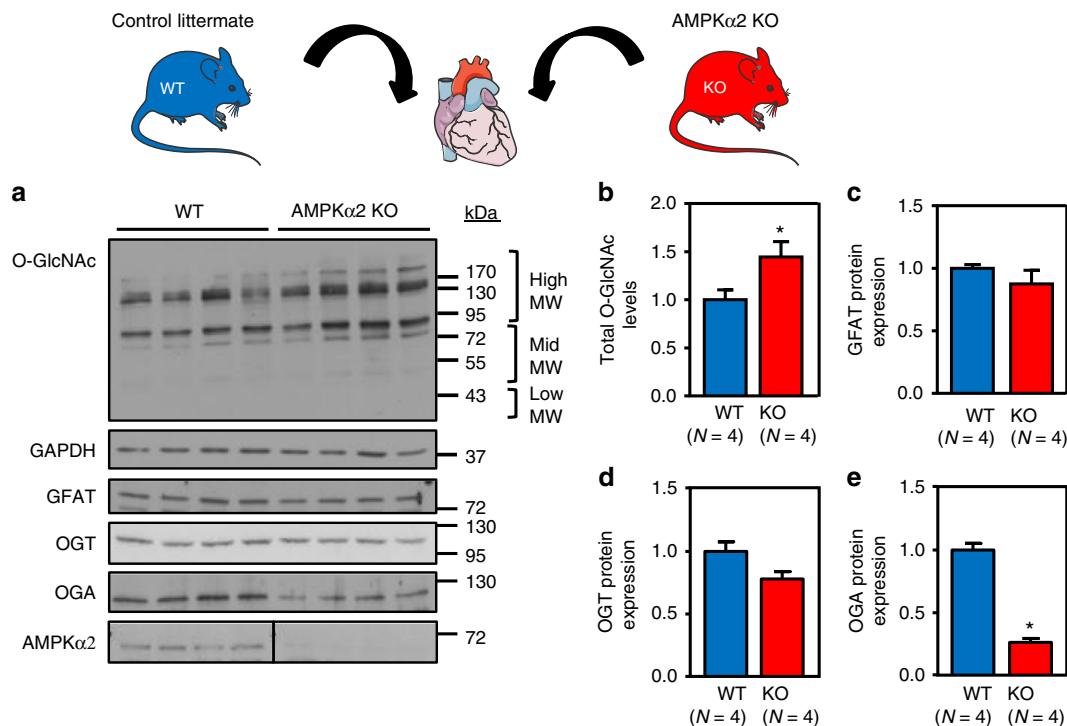 Control littermate
AMPKα2 KO
WT
KO
a
WT
AMPKα2 KO
kDa
O-GlcNAc
170
130
95
72
55
43
High
MW
Mid
MW
Low
MW
GAPDH
37
GFAT
72
OGT
130
95
OGA
130
AMPKα2
72
b
Total O-GlcNAc
levels
2.0
1.5
1.0
0.5
0.0
*
WT KO
(N = 4) (N = 4)
c
GFAT protein
expression
1.5
1.0
0.5
0.0
WT KO
(N = 4) (N = 4)
d
OGT protein
expression
1.5
1.0
0.5
0.0
WT KO
(N = 4) (N = 4)
e
OGA protein
expression
1.5
1.0
0.5
0.0
*
WT KO
(N = 4) (N = 4)